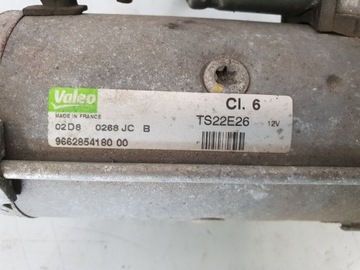 Valeo
MADE IN FRANCE
Cl. 6
02D8 0268 JC B
TS22E26 12V
9662854180 00